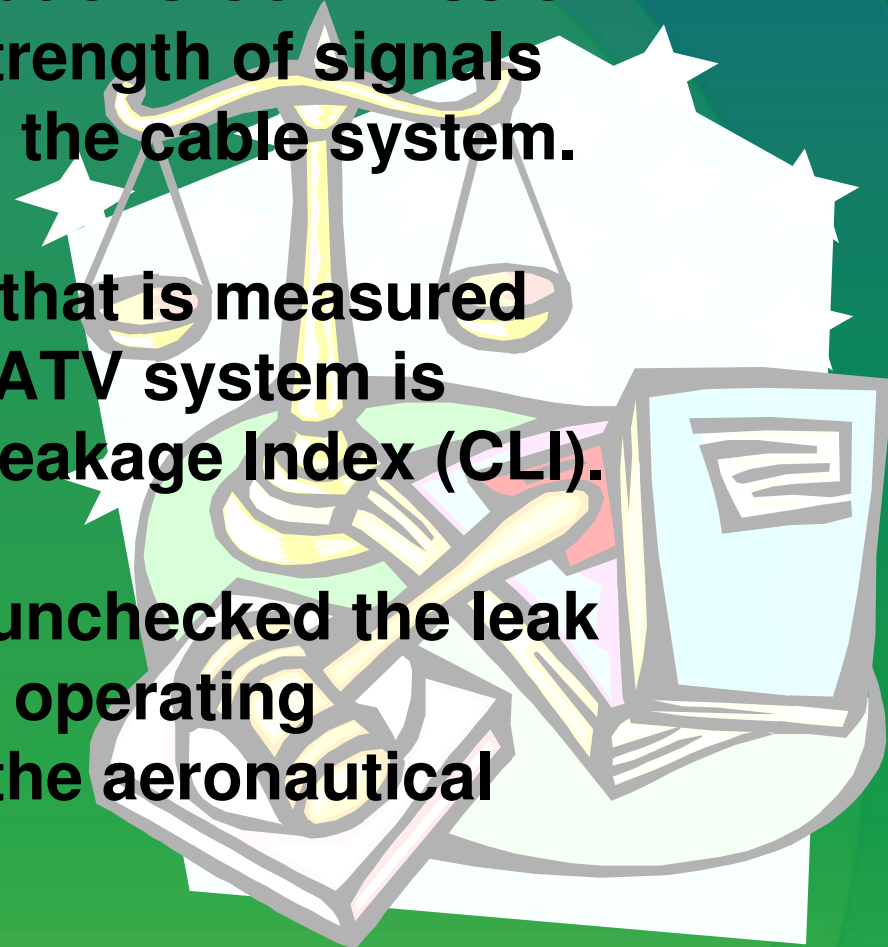 trength of signals
the cable system.
that is measured
ATV system is
eakage Index (CLI).
unchecked the leak
operating
the aeronautical